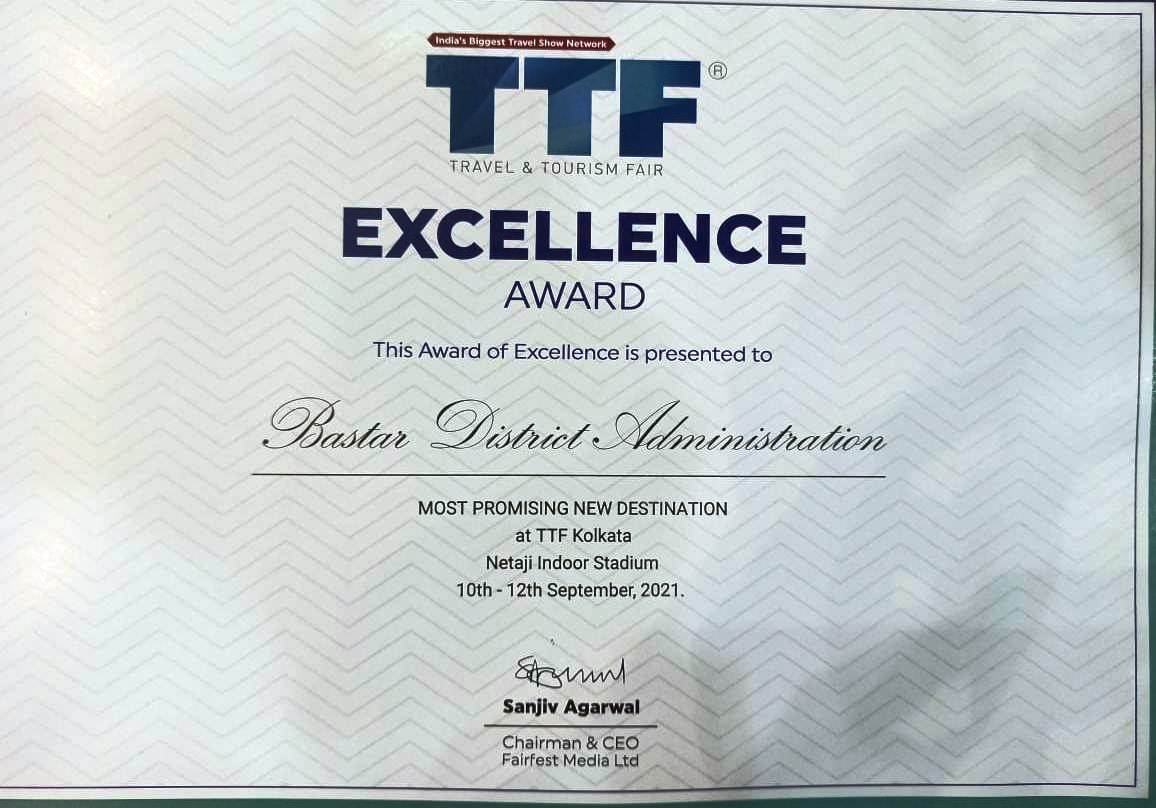 India's Biggest Travel Show Network
TTF®
TRAVEL & TOURISM FAIR
EXCELLENCE
AWARD
This Award of Excellence is presented to
Bastar District Administration
MOST PROMISING NEW DESTINATION
at TTF Kolkata
Netaji Indoor Stadium
10th - 12th September, 2021.
Sanjiv Agarwal
Chairman & CEO
Fairfest Media Ltd